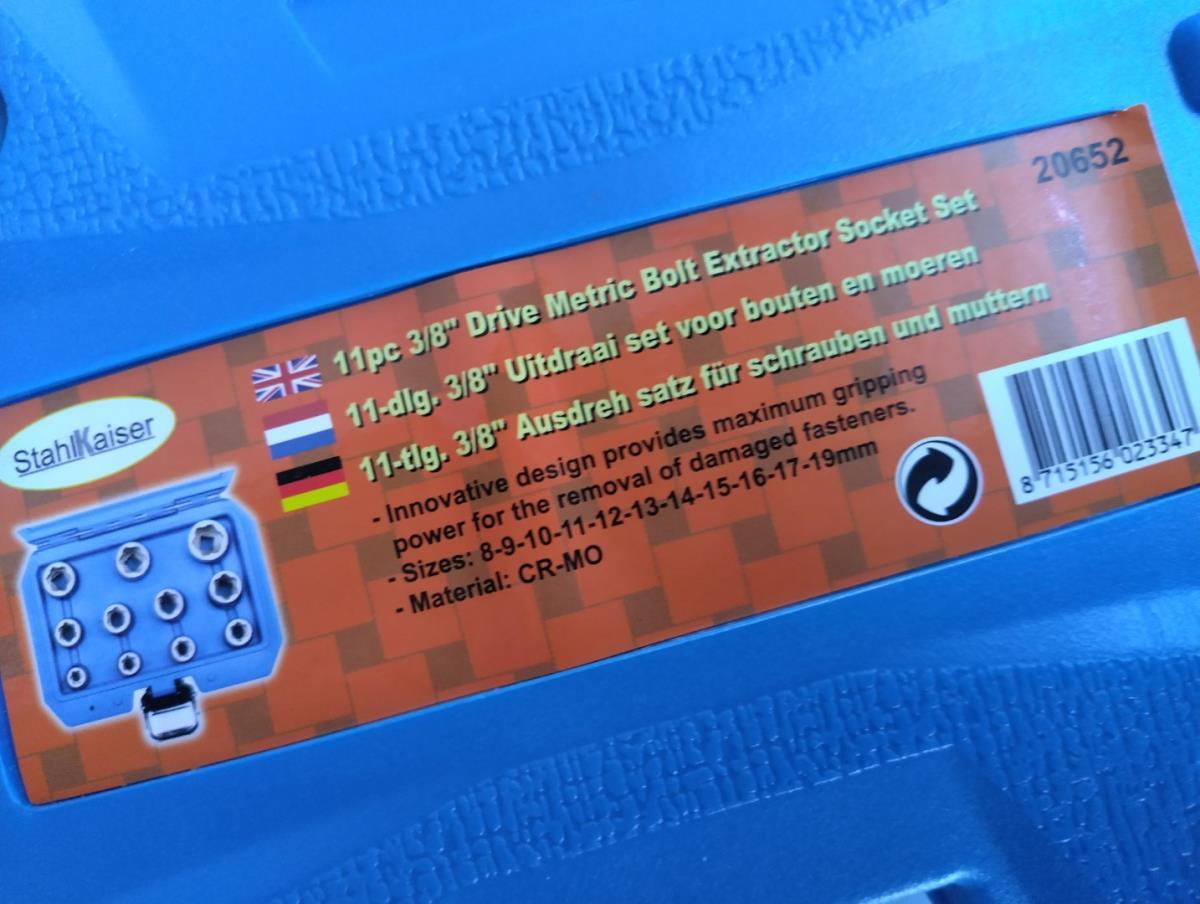 20652
11pc 3/8" Drive Metric Bolt Extractor Socket Set
11-dlg. 3/8" Uitdraai set voor bouten en moeren
11-tlg. 3/8" Ausdreh satz für schrauben und muttern
StahlKaiser
- Innovative design provides maximum gripping
power for the removal of damaged fasteners.
- Sizes: 8-9-10-11-12-13-14-15-16-17-19mm
- Material: CR-MO
8 715156 023347